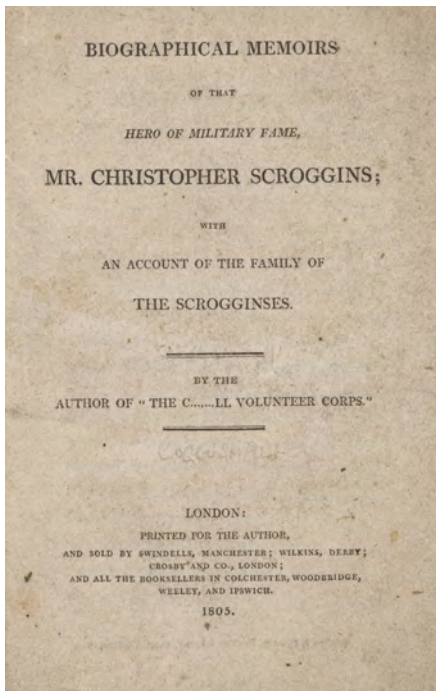 BIOGRAPHICAL MEMOIRS
OF THAT
HERO OF MILITARY FAME,
MR. CHRISTOPHER SCROGGINS;
WITH
AN ACCOUNT OF THE FAMILY OF
THE SCROGGINSES.
BY THE
AUTHOR OF "THE C.......LL VOLUNTEER CORPS."
LONDON:
PRINTED FOR THE AUTHOR,
AND SOLD BY SWINDELLS, MANCHESTER; WILKINS, DERBY;
CROSBY AND CO., LONDON;
AND ALL THE BOOKSELLERS IN COLCHESTER, WOODBRIDGE,
WEELEY, AND IPSWICH.
1805.